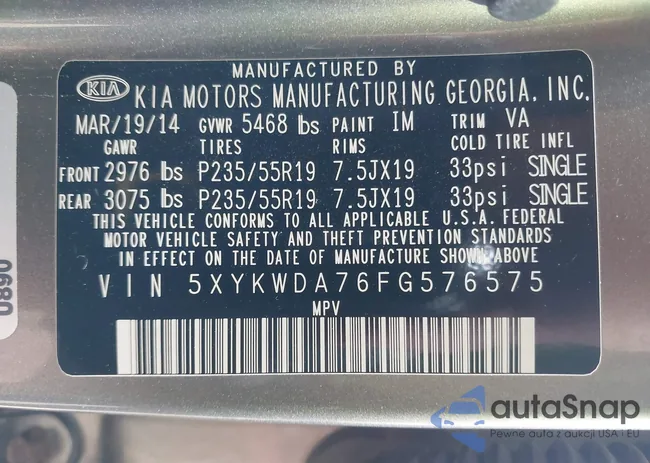 MANUFACTURED BY
KIA KIA MOTORS MANUFACTURING GEORGIA, INC.
MAR/19/14 GVWR 5468 lbs PAINT IM TRIM VA
GAWR TIRES RIMS COLD TIRE INFL
FRONT 2976 lbs P235/55R19 7.5JX19 33psi SINGLE
REAR 3075 lbs P235/55R19 7.5JX19 33psi SINGLE
THIS VEHICLE CONFORMS TO ALL APPLICABLE U.S.A. FEDERAL
MOTOR VEHICLE SAFETY AND THEFT PREVENTION STANDARDS
IN EFFECT ON THE DATE OF MANUFACTURE SHOWN ABOVE.
VIN 5XYKWDA76FG576575
MPV
0890
autaSnap
Pewne auta z aukcji USA i EU